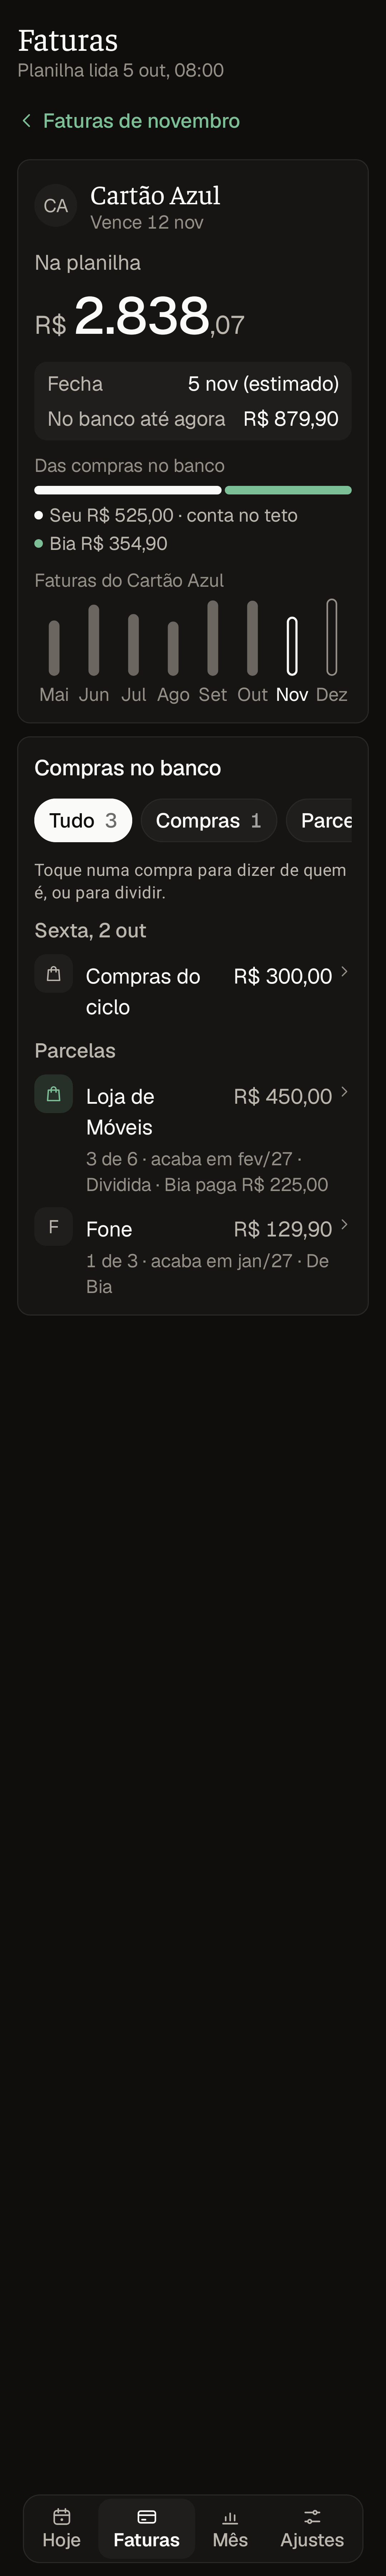 Faturas
Planilha lida 5 out, 08:00
Faturas de novembro
CA
Cartão Azul
Vence 12 nov
Na planilha
R$ 2.838,07
Fecha 5 nov (estimado)
No banco até agora R$ 879,90
Das compras no banco
Seu R$ 525,00 · conta no teto
Bia R$ 354,90
Faturas do Cartão Azul
Mai Jun Jul Ago Set Out Nov Dez
Compras no banco
Tudo 3 Compras 1 Parce
Toque numa compra para dizer de quem
é, ou para dividir.
Sexta, 2 out
Compras do R$ 300,00
ciclo
Parcelas
Loja de R$ 450,00
Móveis
3 de 6 · acaba em fev/27 ·
Dividida · Bia paga R$ 225,00
F Fone R$ 129,90
1 de 3 · acaba em jan/27 · De
Bia
Hoje Faturas Mês Ajustes